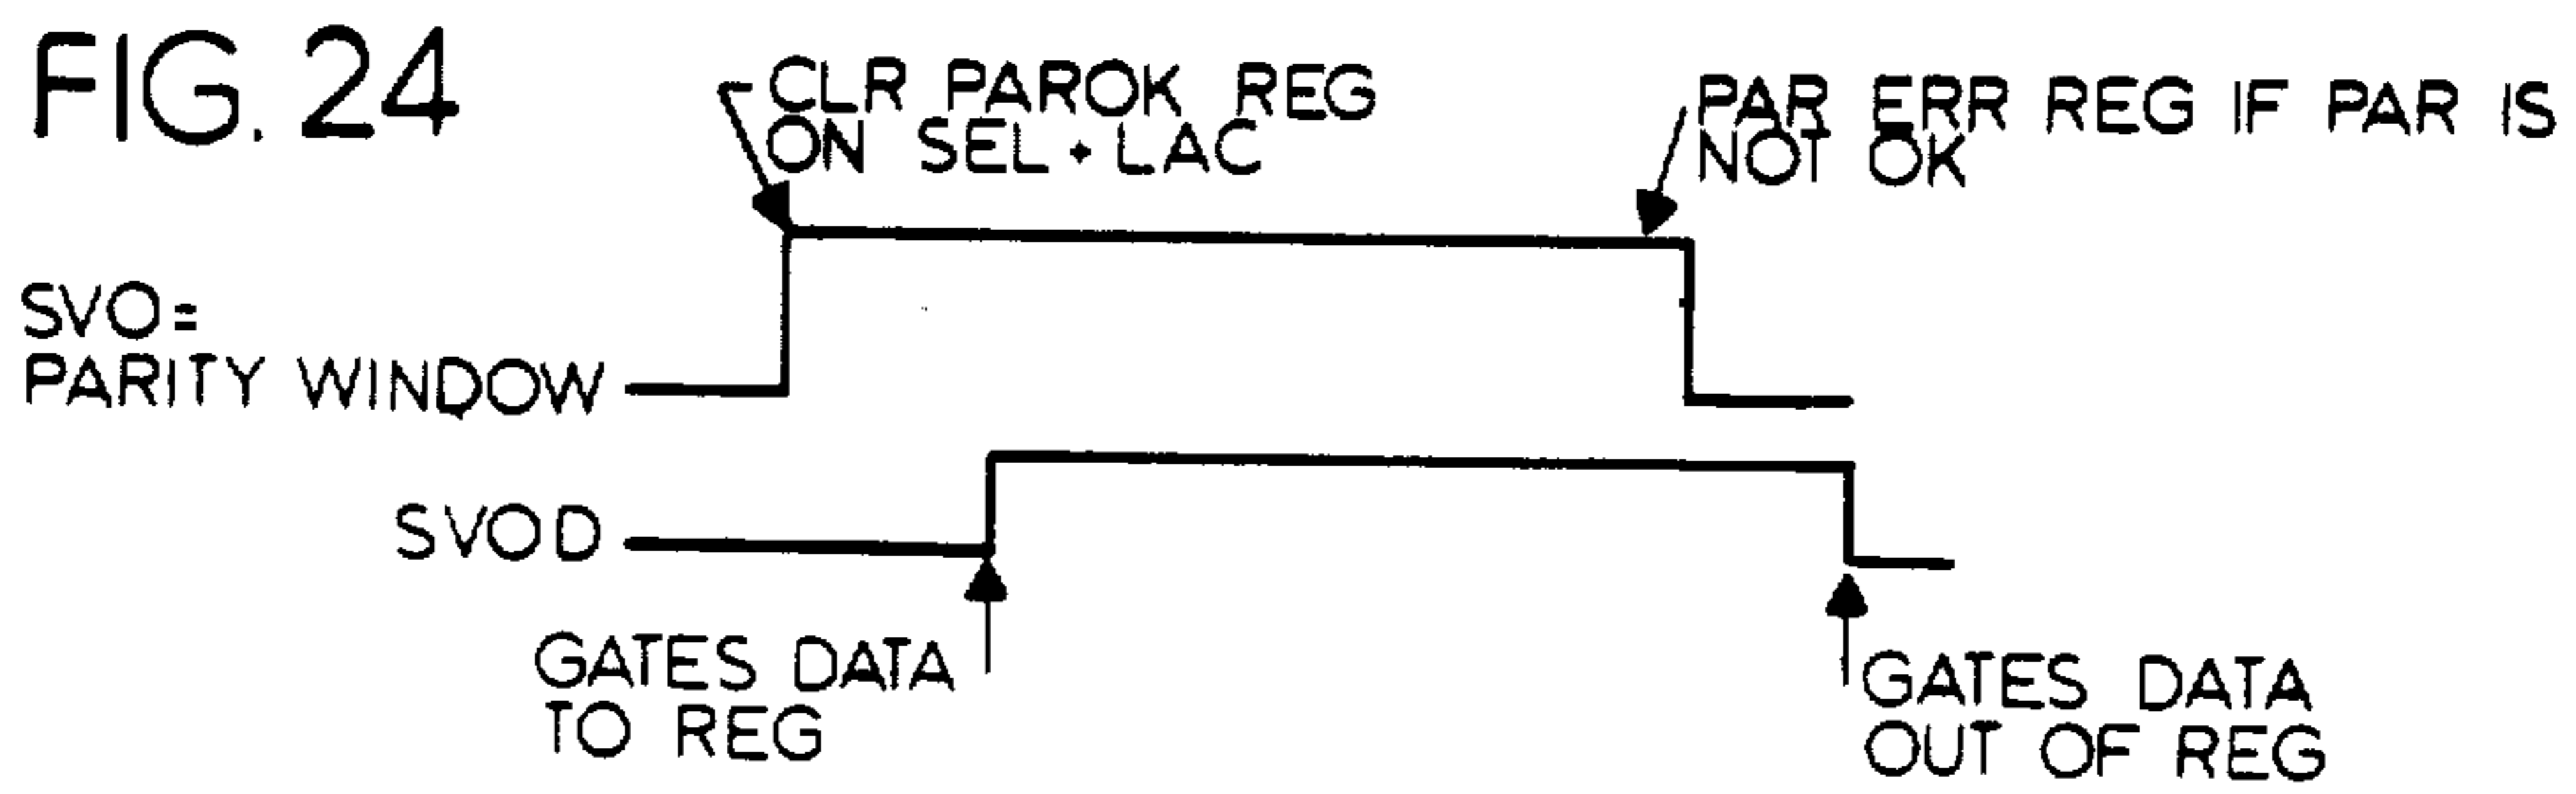 FIG. 24
CLR PAROK REG
ON SEL • LAC
PAR ERR REG IF PAR IS
NOT OK
SVO=
PARITY WINDOW
SVOD
GATES DATA
TO REG
GATES DATA
OUT OF REG